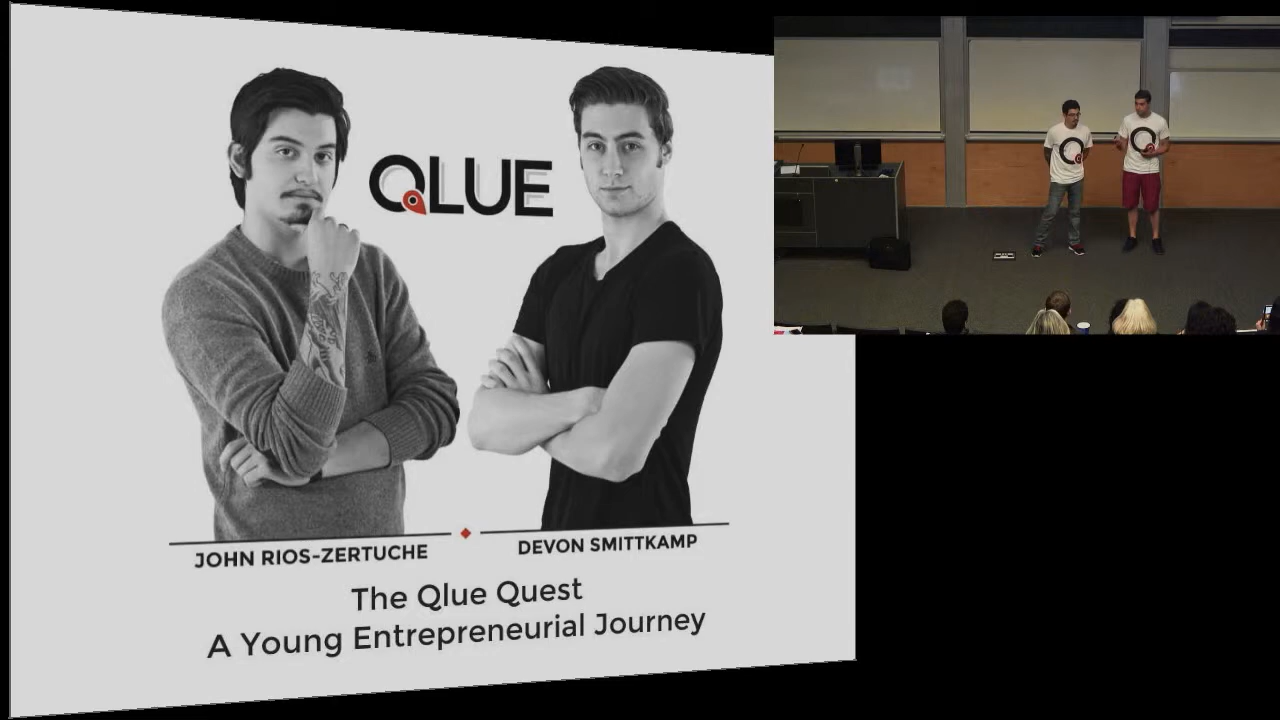 QLUE
JOHN RIOS-ZERTUCHE
DEVON SMITTKAMP
The Qlue Quest
A Young Entrepreneurial Journey